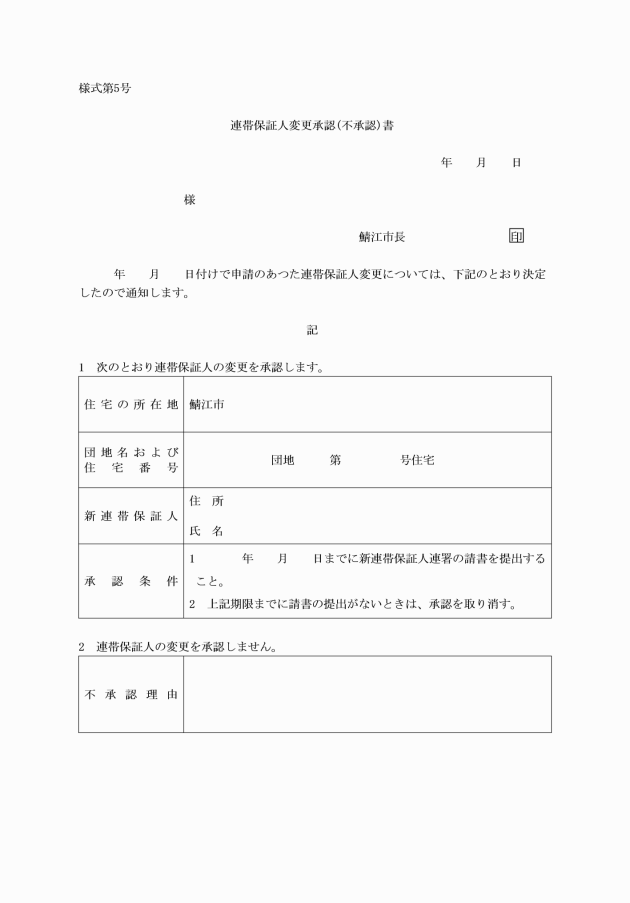 様式第5号
連帯保証人変更承認(不承認)書
年　　月　　日
様
鯖江市長　　　　　　　　　印
年　　月　　日付けで申請のあつた連帯保証人変更については、下記のとおり決定
したので通知します。
記
1　次のとおり連帯保証人の変更を承認します。
住宅の所在地　鯖江市
団地名および
住宅番号　団地　　　第　　　　　号住宅
新連帯保証人
住　所
氏　名
承認条件
1　　　　年　　月　　日までに新連帯保証人連署の請書を提出する
こと。
2　上記期限までに請書の提出がないときは、承認を取り消す。
2　連帯保証人の変更を承認しません。
不承認理由